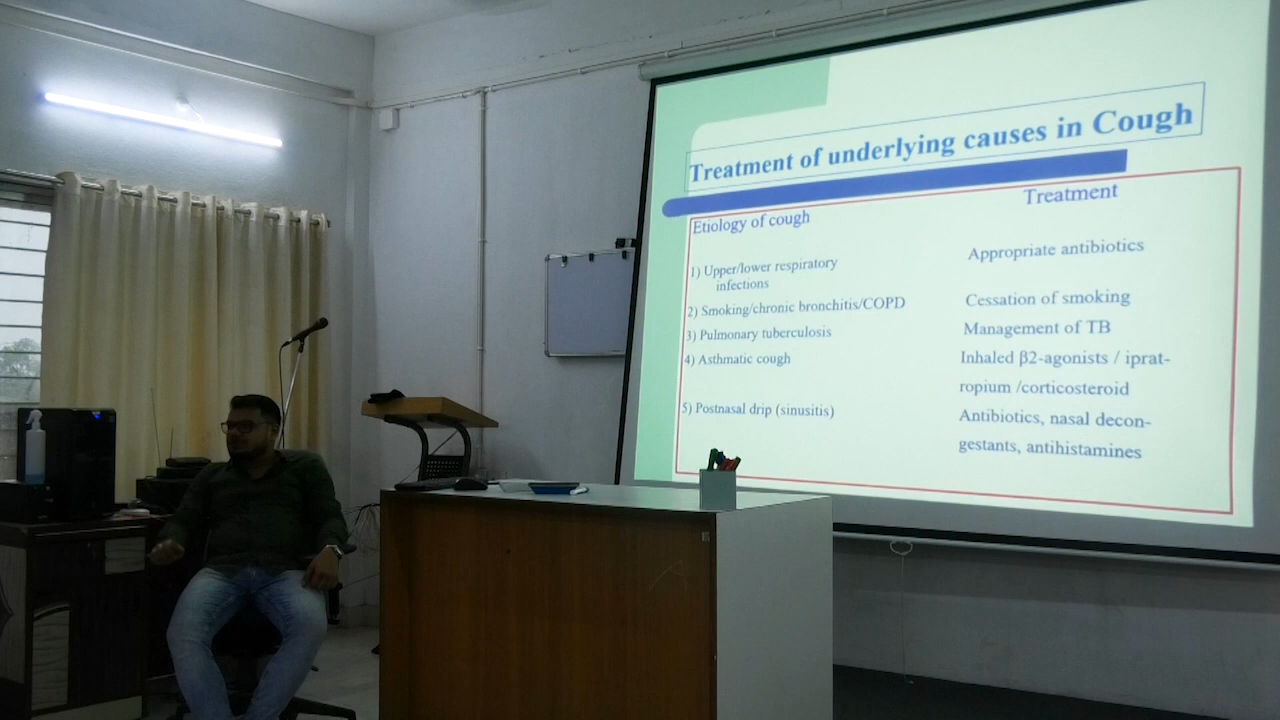 Treatment of underlying causes in Cough
Etiology of cough
Treatment
1) Upper/lower respiratory
infections
Appropriate antibiotics
2) Smoking/chronic bronchitis/COPD
Cessation of smoking
3) Pulmonary tuberculosis
Management of TB
4) Asthmatic cough
Inhaled β2-agonists / iprat-
ropium /corticosteroid
5) Postnasal drip (sinusitis)
Antibiotics, nasal decon-
gestants, antihistamines